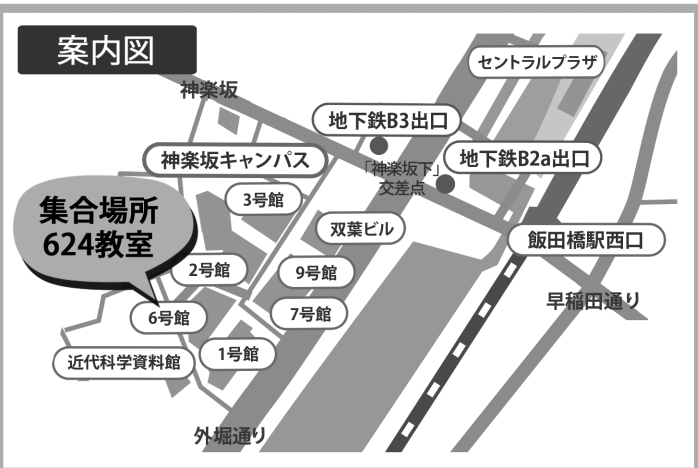 案内図
セントラルプラザ
神楽坂
地下鉄B3出口
神楽坂キャンパス
「神楽坂下」
交差点
地下鉄B2a出口
3号館
集合場所
624教室
双葉ビル
飯田橋駅西口
2号館
9号館
早稲田通り
6号館
7号館
1号館
近代科学資料館
外堀通り